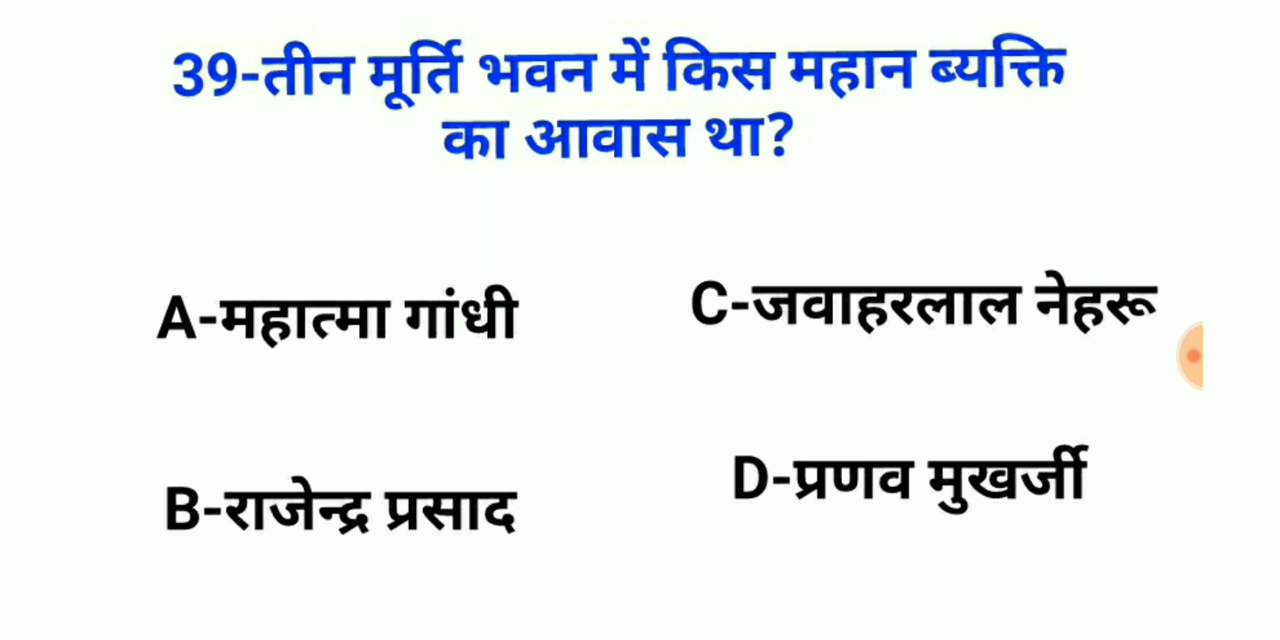 39-तीन मूर्ति भवन में किस महान ब्यक्ति
का आवास था?
A-महात्मा गांधी
C-जवाहरलाल नेहरू
B-राजेन्द्र प्रसाद
D-प्रणव मुखर्जी